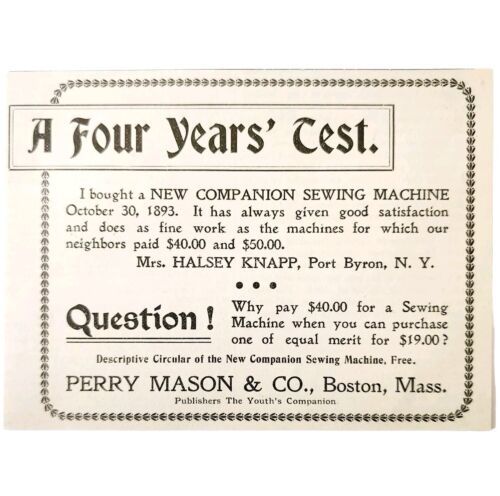 A Four Years' Test.
I bought a NEW COMPANION SEWING MACHINE
October 30, 1893. It has always given good satisfaction
and does as fine work as the machines for which our
neighbors paid $40.00 and $50.00.
Mrs. HALSEY KNAPP, Port Byron, N. Y.
Question!
Why pay $40.00 for a Sewing
Machine when you can purchase
one of equal merit for $19.00?
Descriptive Circular of the New Companion Sewing Machine, Free.
PERRY MASON & CO., Boston, Mass.
Publishers The Youth's Companion